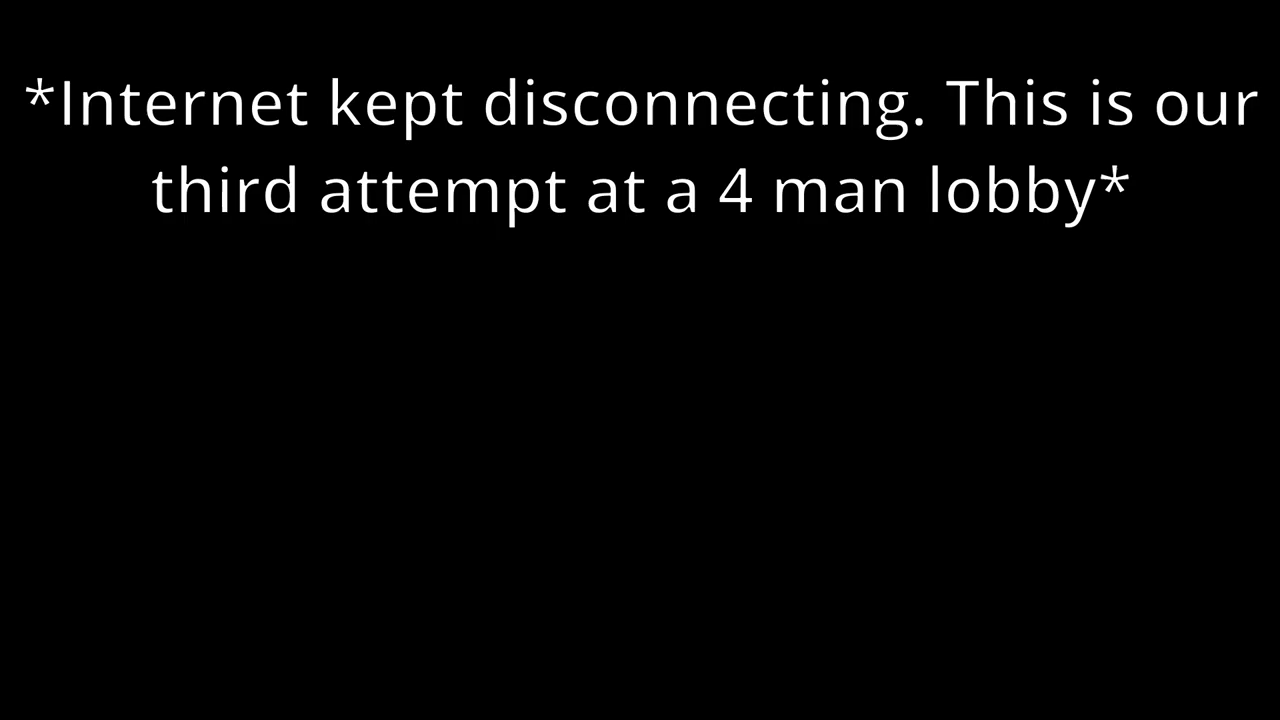 *Internet kept disconnecting. This is our
third attempt at a 4 man lobby*